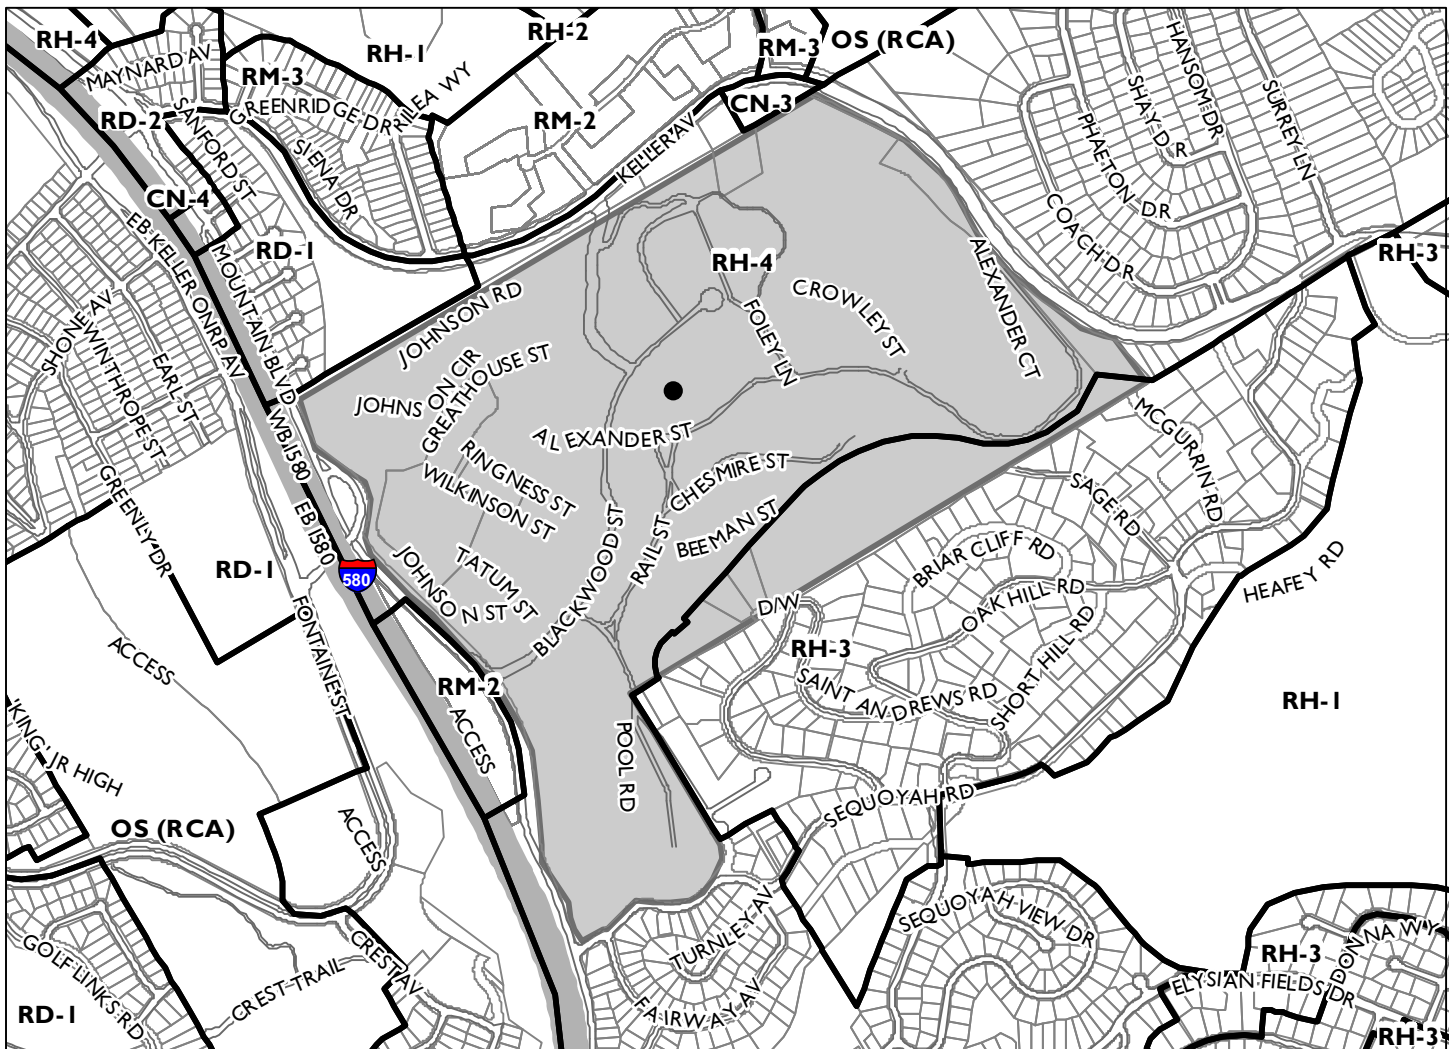 RH-4
RH-1
RH-2
RM-3
OS (RCA)
MAYNARD AV
RM-3
RILEA WY
HANSOM DR
SHAY DR
SURREY LN
CN-3
GREENRIDGE DR
RD-2
RM-2
SANFORD ST
SIENA DR
KELLER AV
PHAETON DR
CN-4
COACH DR
EB KELLER ONRP AV
RD-1
MOUNTAIN BLVD
RH-4
ALEXANDER CT
RH-3
JOHNSON RD
CROWLEY ST
FOLEY LN
SHONE AV
WINTHROPE ST
EARL ST
GREATHOUSE ST
JOHNSON CIR
ALEXANDER ST
WB I580
MCGURRIN RD
RINGNESS ST
WILKINSON ST
CHESMIRE ST
SAGE RD
GREENLY DR
EB I580
BLACKWOOD ST
RAIL ST
BEEMAN ST
BRIAR CLIFF RD
RD-1
580
JOHNSON ST
TATUM ST
HEAFEY RD
OAK HILL RD
D/W
FONTAINE ST
ACCESS
RH-3
SHORT HILL RD
RM-2
SAINT ANDREWS RD
RH-1
ACCESS
POOL RD
KING JR HIGH
SEQUOYAH RD
OS (RCA)
ACCESS
SEQUOYAH VIEW DR
TURNLEY AV
GOLF LINKS RD
CREST AV
CREST TRAIL
FAIRWAY AV
RH-3
DONNA WY
ELYSIAN FIELDS DR
RD-1
RH-3